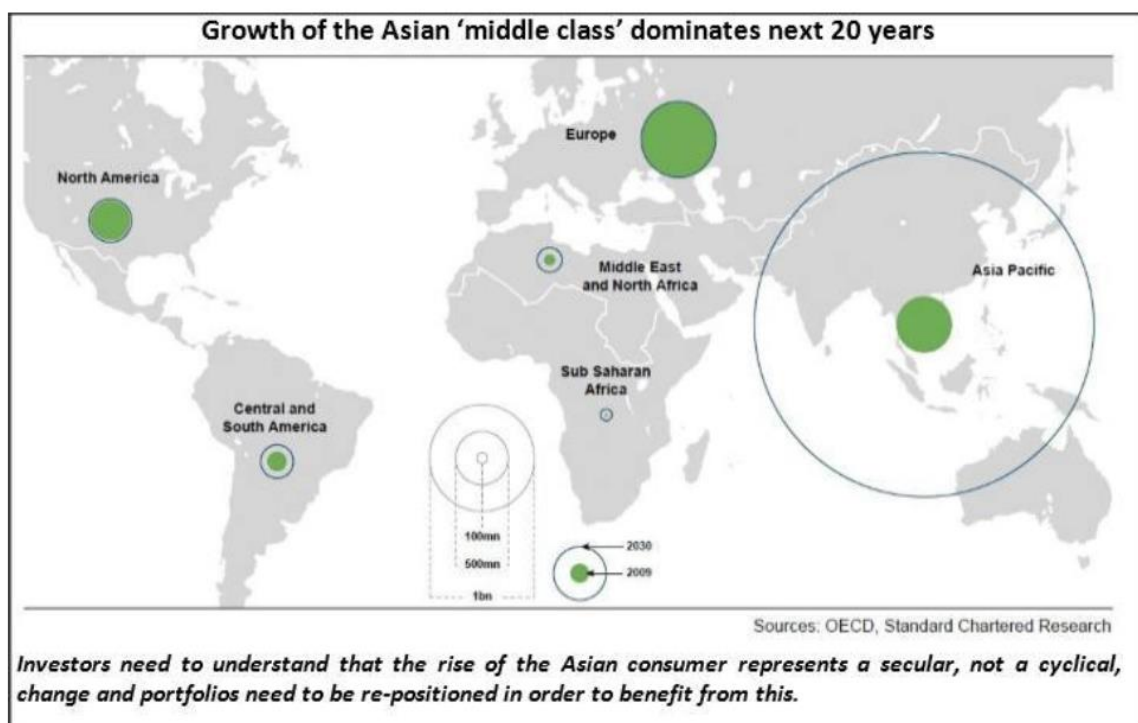 Growth of the Asian ‘middle class’ dominates next 20 years
Europe
North America
Asia Pacific
Middle East
and North Africa
Sub Saharan
Africa
Central and
South America
100mn
500mn
1bn
2030
2009
Sources: OECD, Standard Chartered Research
Investors need to understand that the rise of the Asian consumer represents a secular, not a cyclical,
change and portfolios need to be re-positioned in order to benefit from this.